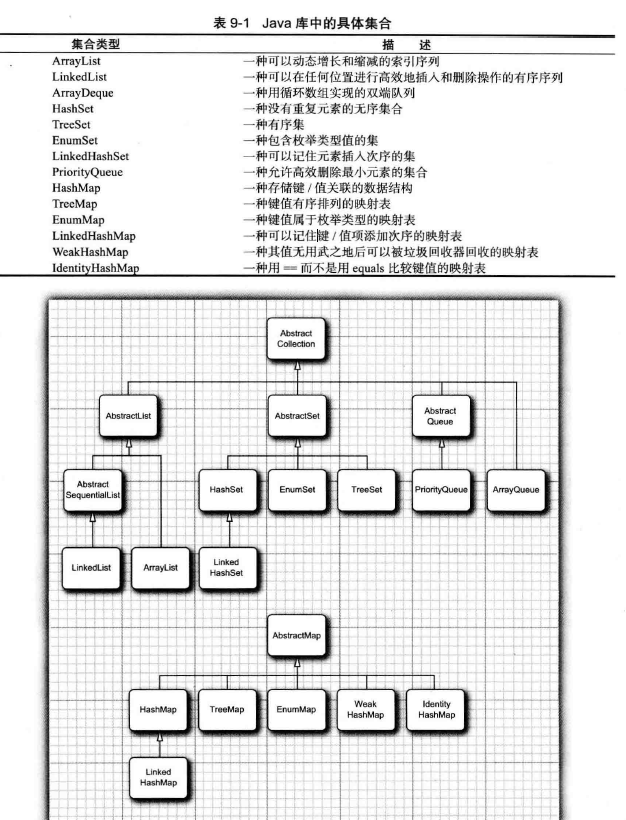 表 9-1 Java 库中的具体集合
集合类型 描 述
ArrayList 一种可以动态增长和缩减的索引序列
LinkedList 一种可以在任何位置进行高效地插入和删除操作的有序序列
ArrayDeque 一种用循环数组实现的双端队列
HashSet 一种没有重复元素的无序集合
TreeSet 一种有序集
EnumSet 一种包含枚举类型值的集
LinkedHashSet 一种可以记住元素插入次序的集
PriorityQueue 一种允许高效删除最小元素的集合
HashMap 一种存储键 / 值关联的数据结构
TreeMap 一种键值有序排列的映射表
EnumMap 一种键值属于枚举类型的映射表
LinkedHashMap 一种可以记住键 / 值项添加次序的映射表
WeakHashMap 一种其值无用武之地后可以被垃圾回收器回收的映射表
IdentityHashMap 一种用 == 而不是用 equals 比较键值的映射表
Abstract
Collection
AbstractList
AbstractSet
Abstract
Queue
Abstract
SequentialList
HashSet
EnumSet
TreeSet
PriorityQueue
ArrayQueue
LinkedList
ArrayList
Linked
HashSet
AbstractMap
HashMap
TreeMap
EnumMap
Weak
HashMap
Identity
HashMap
Linked
HashMap